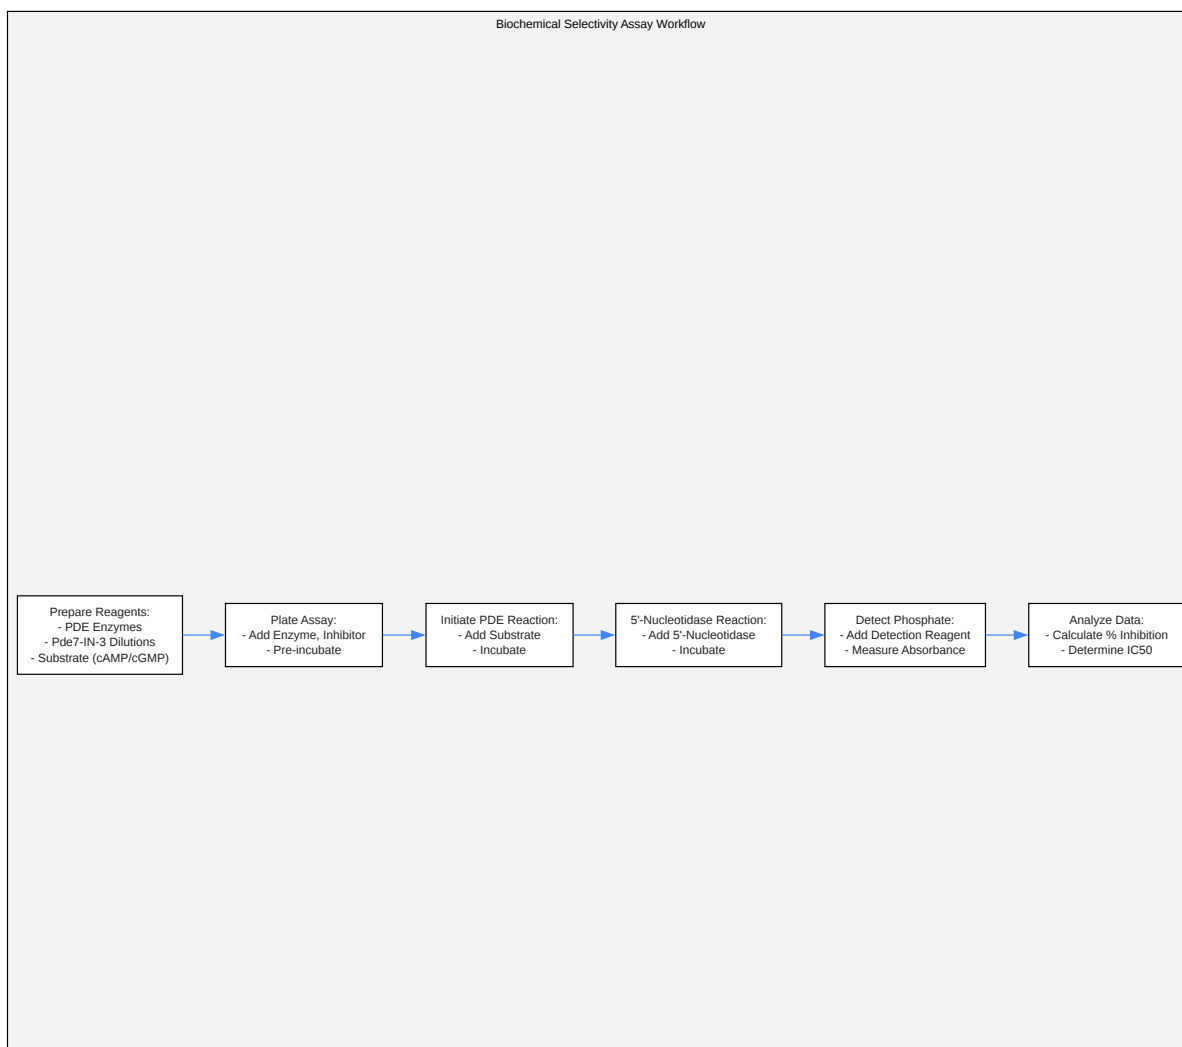 Biochemical Selectivity Assay Workflow
Prepare Reagents:
- PDE Enzymes
- Pde7-IN-3 Dilutions
- Substrate (cAMP/cGMP)
Plate Assay:
- Add Enzyme, Inhibitor
- Pre-incubate
Initiate PDE Reaction:
- Add Substrate
- Incubate
5'-Nucleotidase Reaction:
- Add 5'-Nucleotidase
- Incubate
Detect Phosphate:
- Add Detection Reagent
- Measure Absorbance
Analyze Data:
- Calculate % Inhibition
- Determine IC50